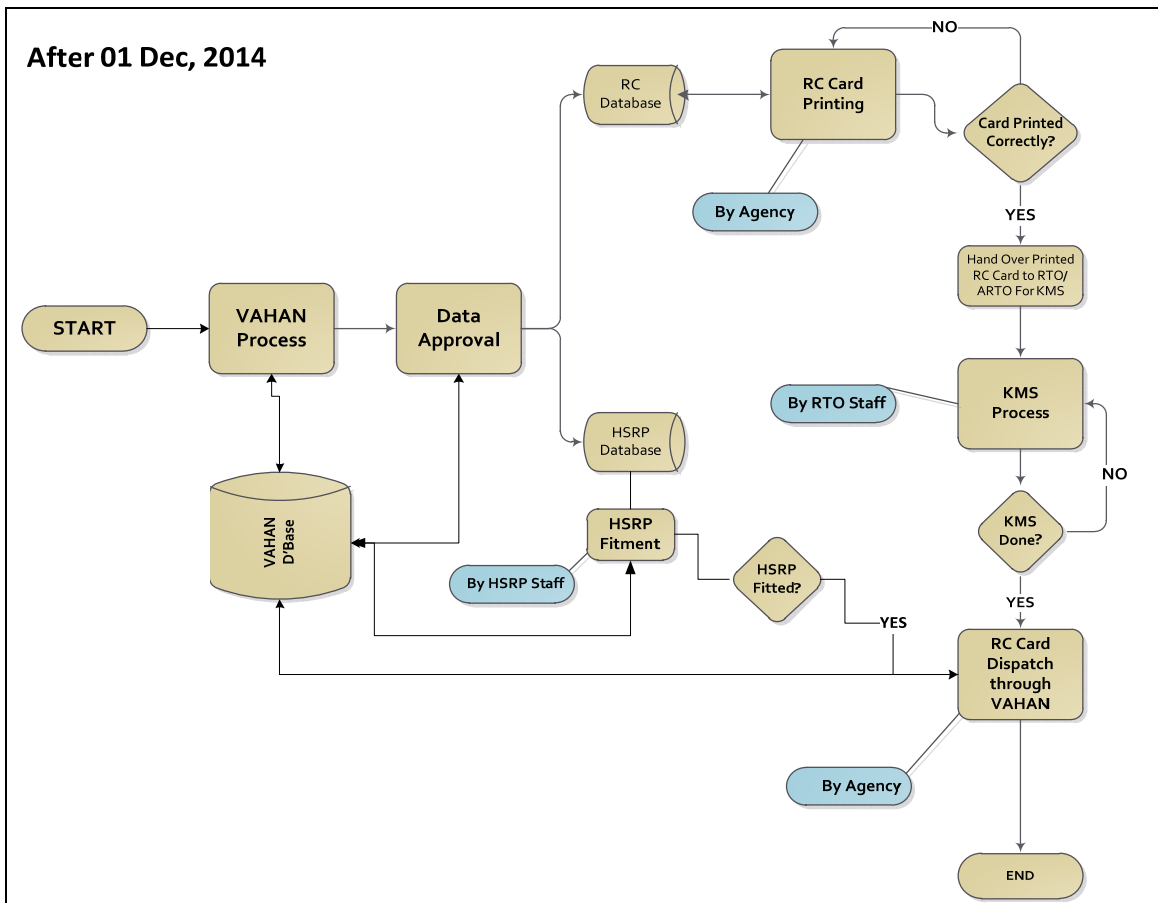 After 01 Dec, 2014
NO
RC
Database
RC Card
Printing
Card Printed
Correctly?
By Agency
YES
Hand Over Printed
RC Card to RTO/
ARTO For KMS
START
VAHAN
Process
Data
Approval
By RTO Staff
KMS
Process
HSRP
Database
NO
VAHAN
D'Base
HSRP
Fitment
KMS
Done?
By HSRP Staff
HSRP
Fitted?
YES
YES
RC Card
Dispatch
through
VAHAN
By Agency
END